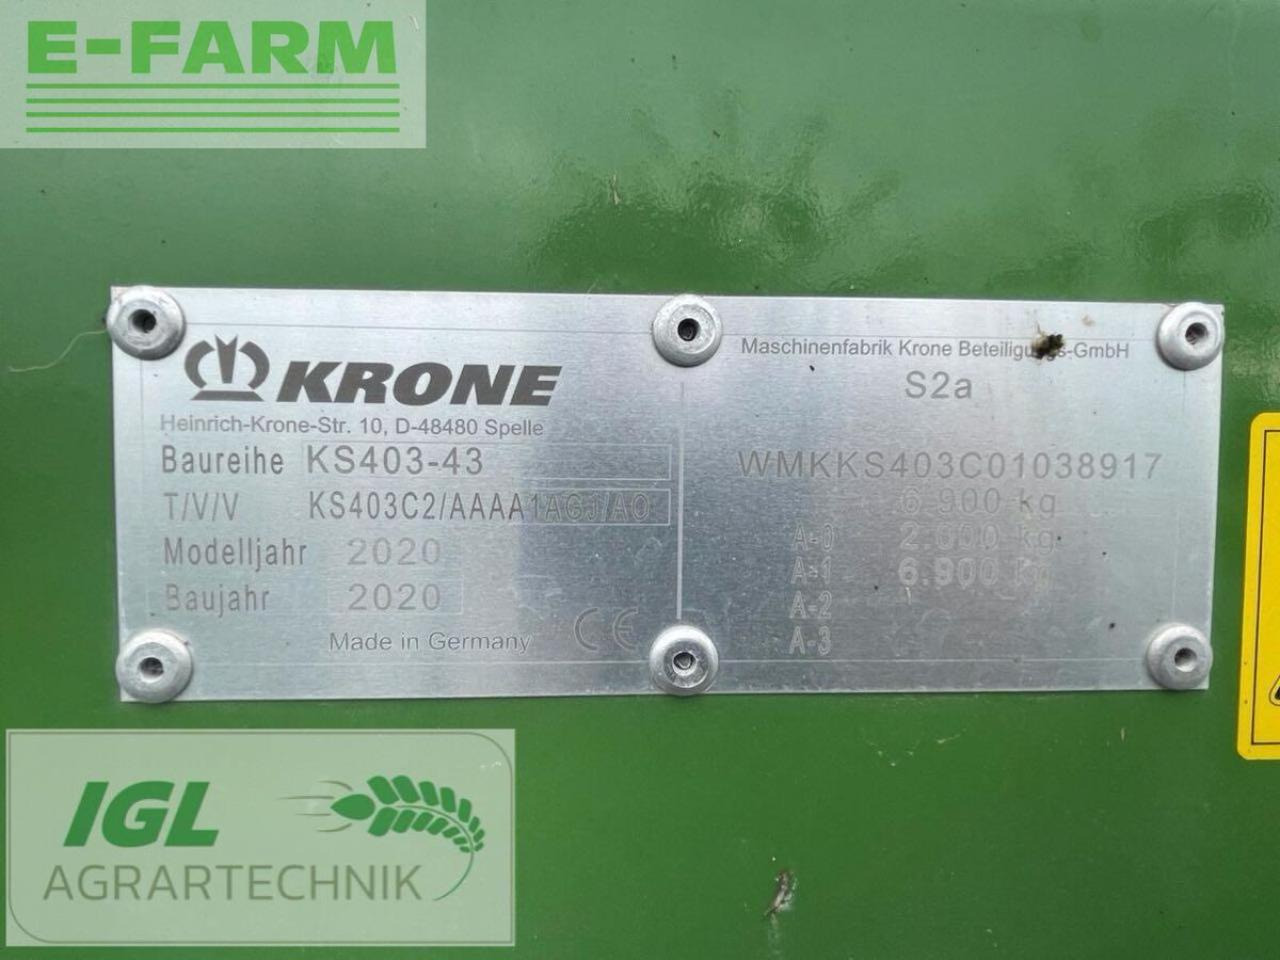 E-FARM
KRONE
Heinrich-Krone-Str. 10, D-48480 Spelle
Baureihe KS403-43
T/V/V KS403C2/AAAA1AGJ/AO
Modelljahr 2020
Baujahr 2020
Made in Germany CE
Maschinenfabrik Krone Beteiligungs-GmbH
S2a
WMKKS403C01038917
6.900 kg
A-0 2.600 kg
A-1 6.900 kg
A-2
A-3
IGL
AGRARTECHNIK